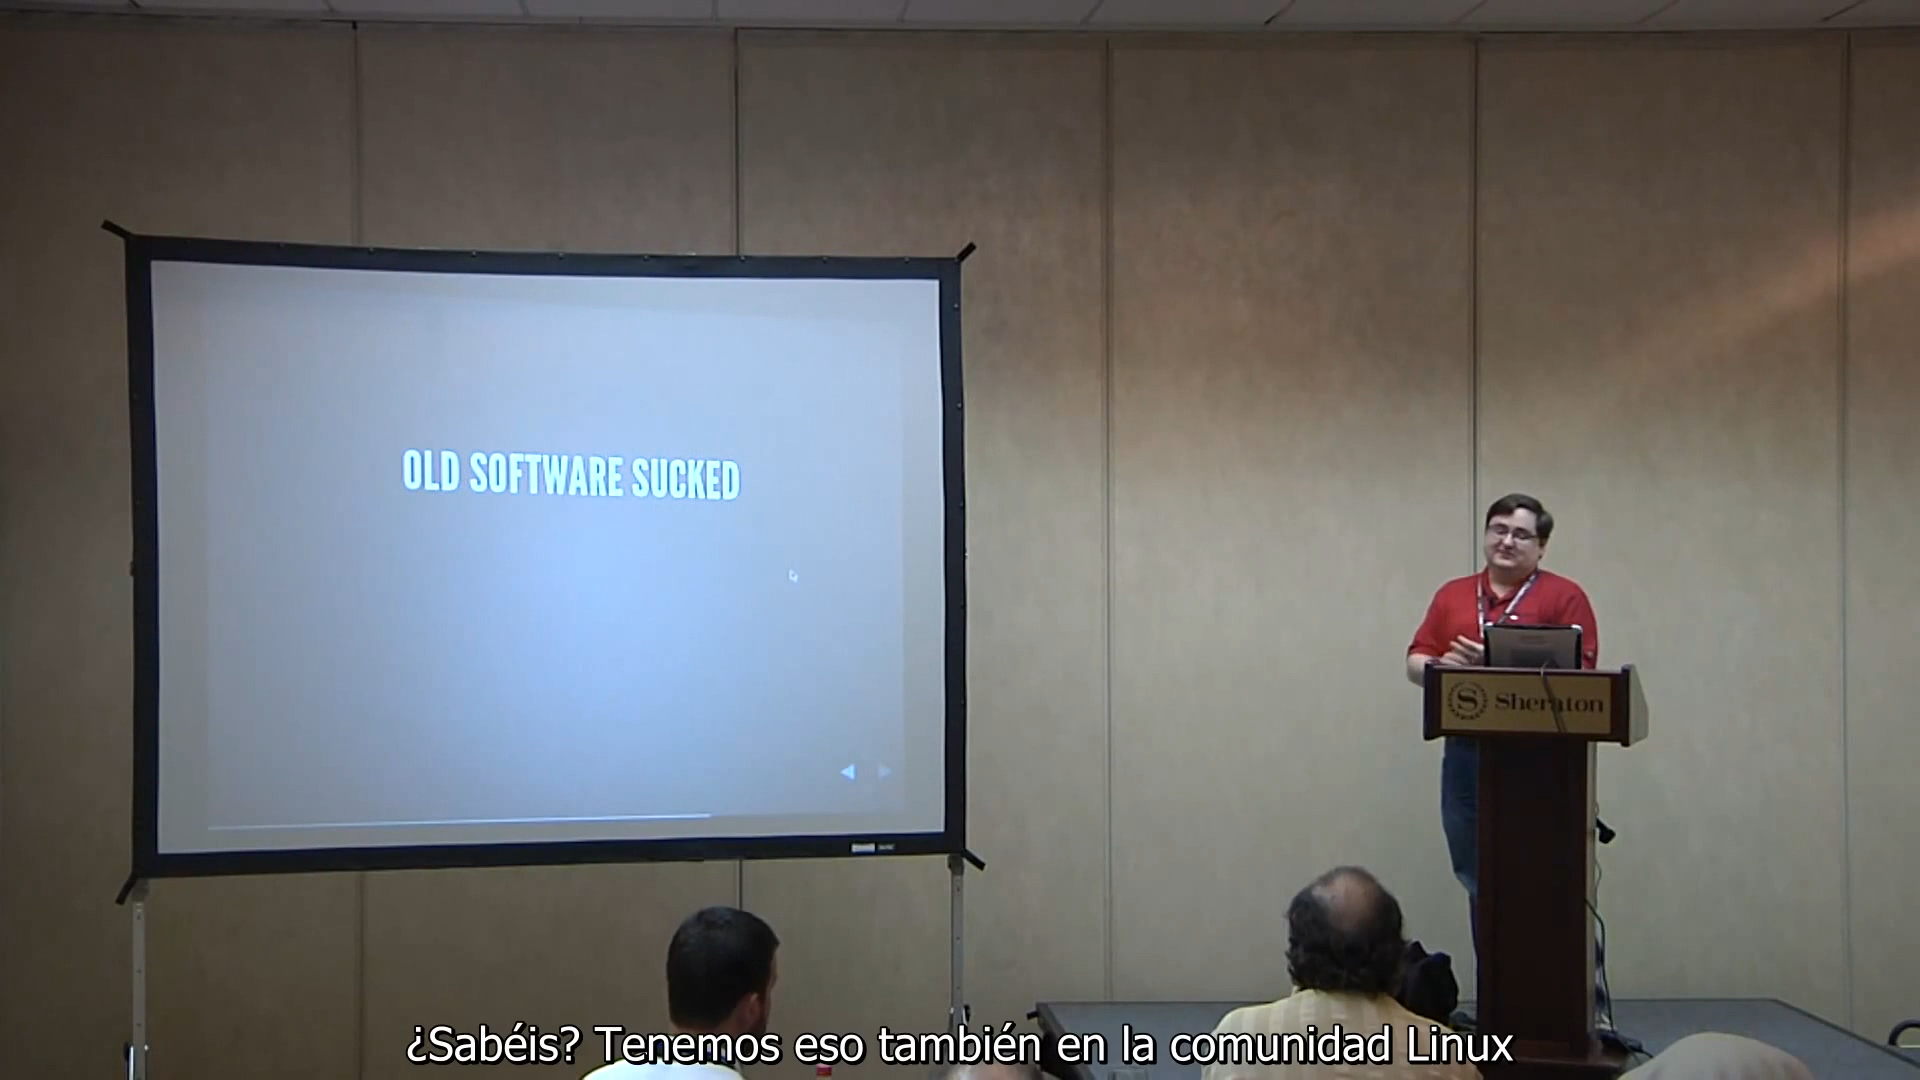 OLD SOFTWARE SUCKED
Sheraton
¿Sabéis? Tenemos eso también en la comunidad Linux